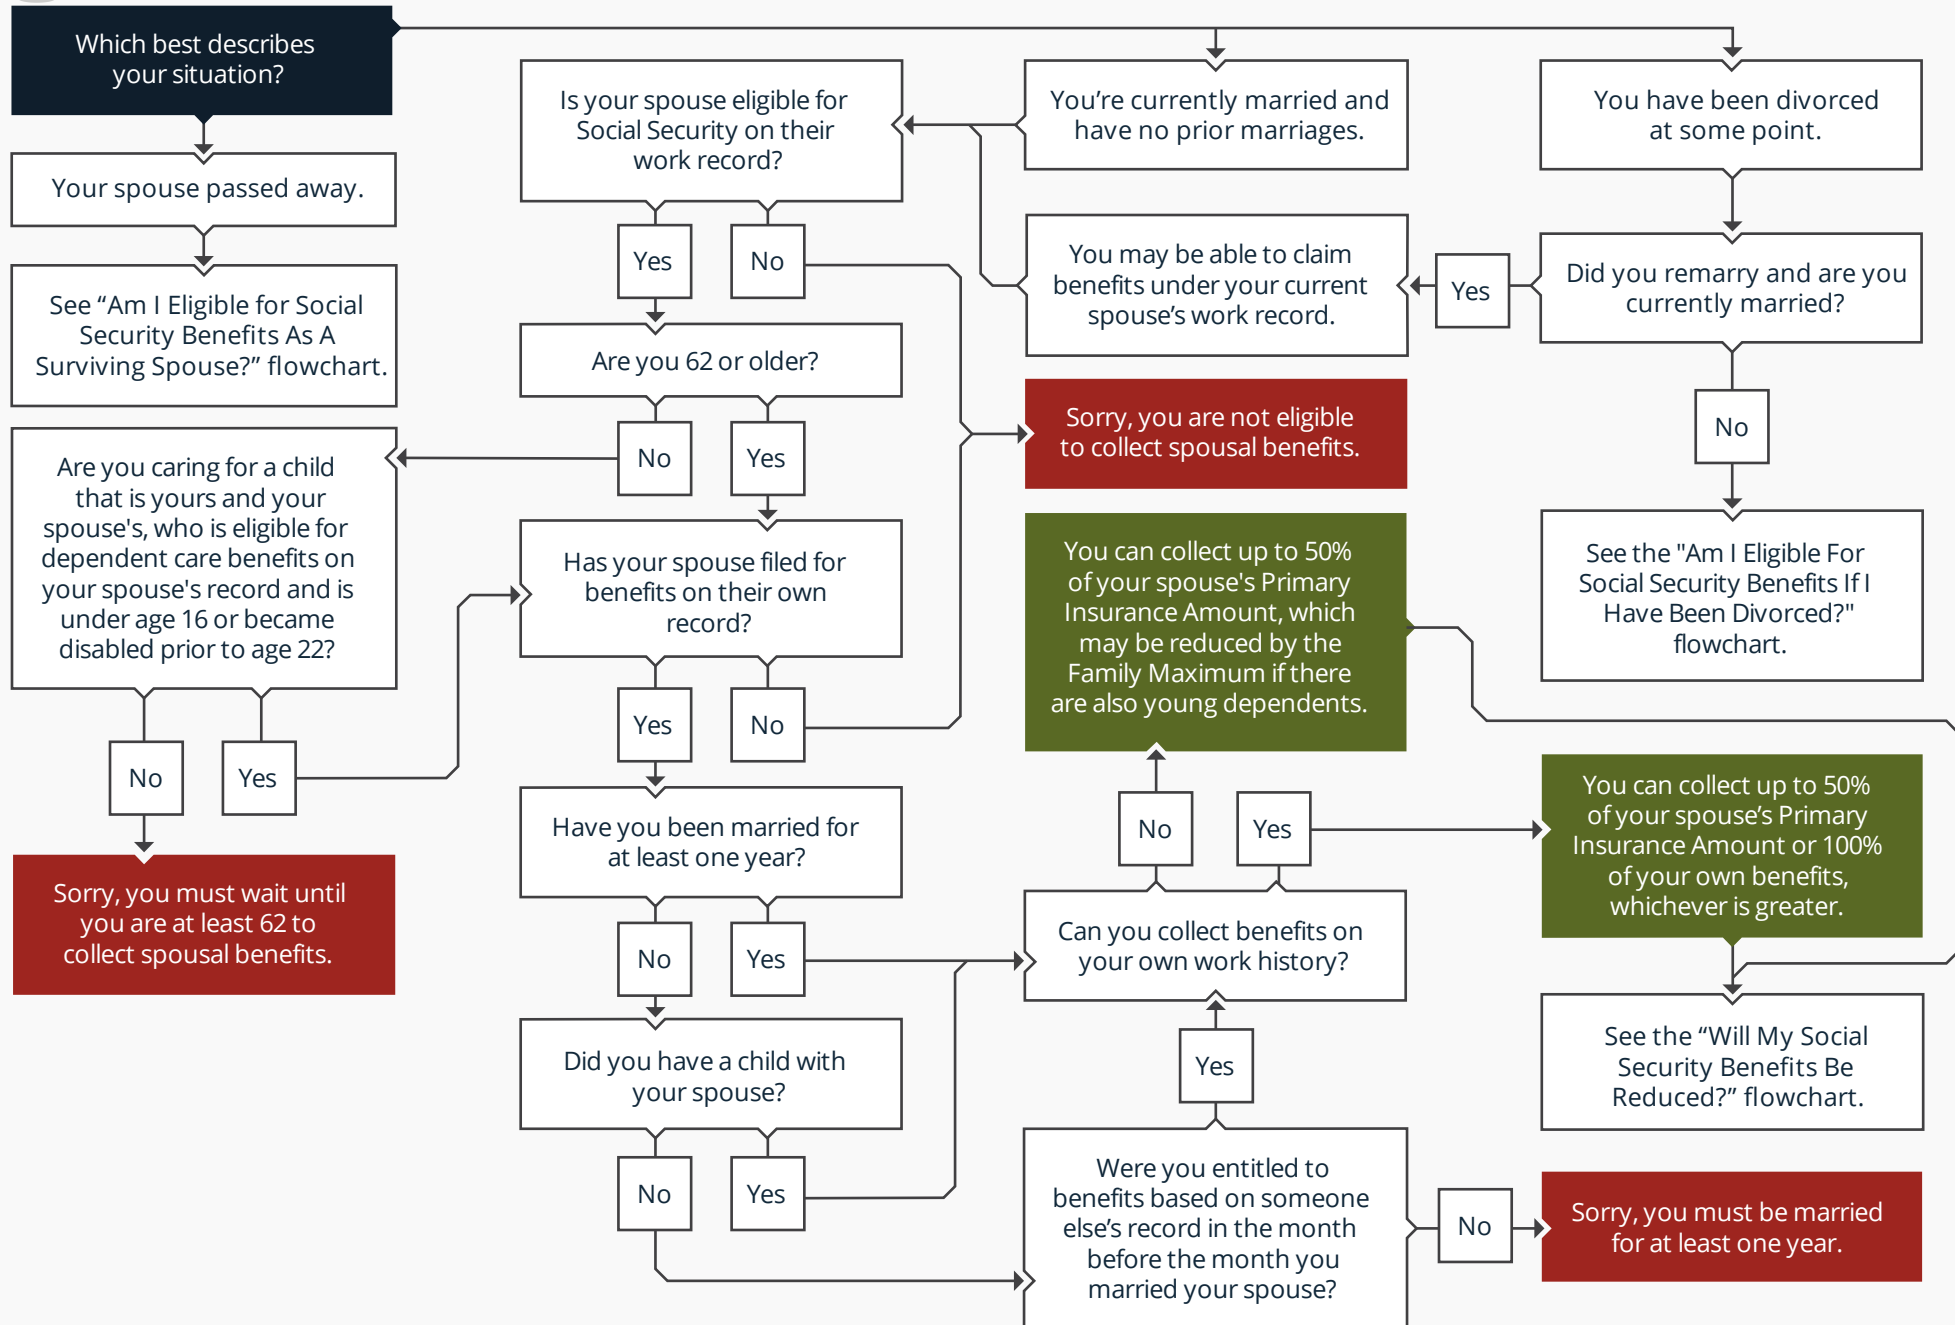 Which best describes
your situation?
Your spouse passed away.
See “Am I Eligible for Social
Security Benefits As A
Surviving Spouse?” flowchart.
Are you caring for a child
that is yours and your
spouse's, who is eligible for
dependent care benefits on
your spouse's record and is
under age 16 or became
disabled prior to age 22?
No
Yes
Sorry, you must wait until
you are at least 62 to
collect spousal benefits.
Is your spouse eligible for
Social Security on their
work record?
Yes
No
Are you 62 or older?
No
Yes
Has your spouse filed for
benefits on their own
record?
Yes
No
Have you been married for
at least one year?
No
Yes
Did you have a child with
your spouse?
No
Yes
You’re currently married and
have no prior marriages.
You may be able to claim
benefits under your current
spouse’s work record.
Sorry, you are not eligible
to collect spousal benefits.
You can collect up to 50%
of your spouse's Primary
Insurance Amount, which
may be reduced by the
Family Maximum if there
are also young dependents.
No
Yes
Can you collect benefits on
your own work history?
Yes
Were you entitled to
benefits based on someone
else’s record in the month
before the month you
married your spouse?
No
You have been divorced
at some point.
Did you remarry and are you
currently married?
Yes
No
See the "Am I Eligible For
Social Security Benefits If I
Have Been Divorced?"
flowchart.
You can collect up to 50%
of your spouse’s Primary
Insurance Amount or 100%
of your own benefits,
whichever is greater.
See the “Will My Social
Security Benefits Be
Reduced?” flowchart.
Sorry, you must be married
for at least one year.